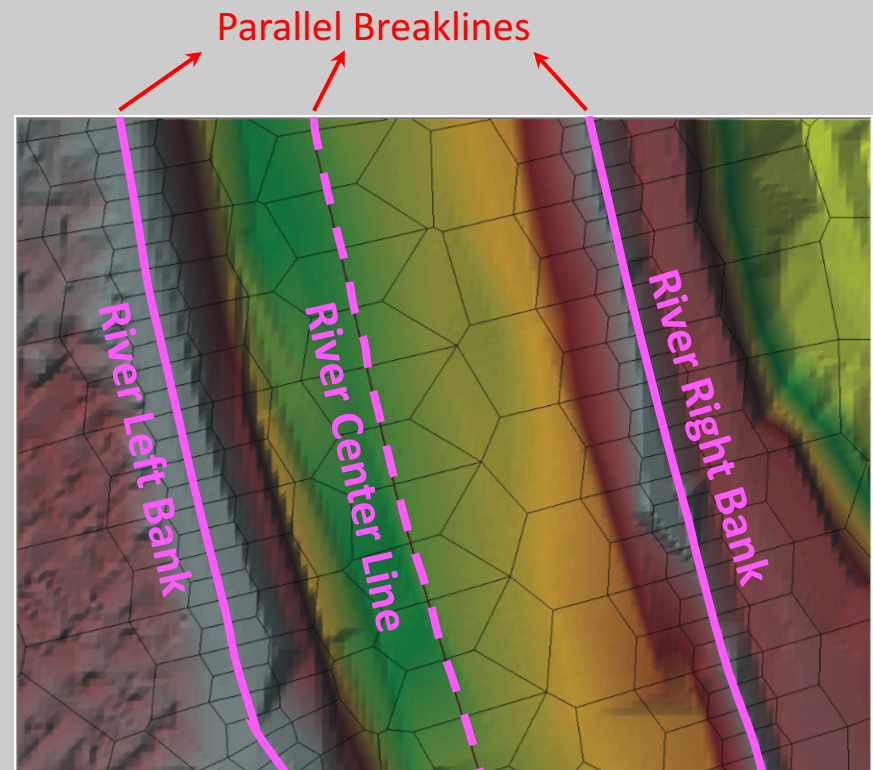 Parallel Breaklines
River Left Bank
River Center Line
River Right Bank